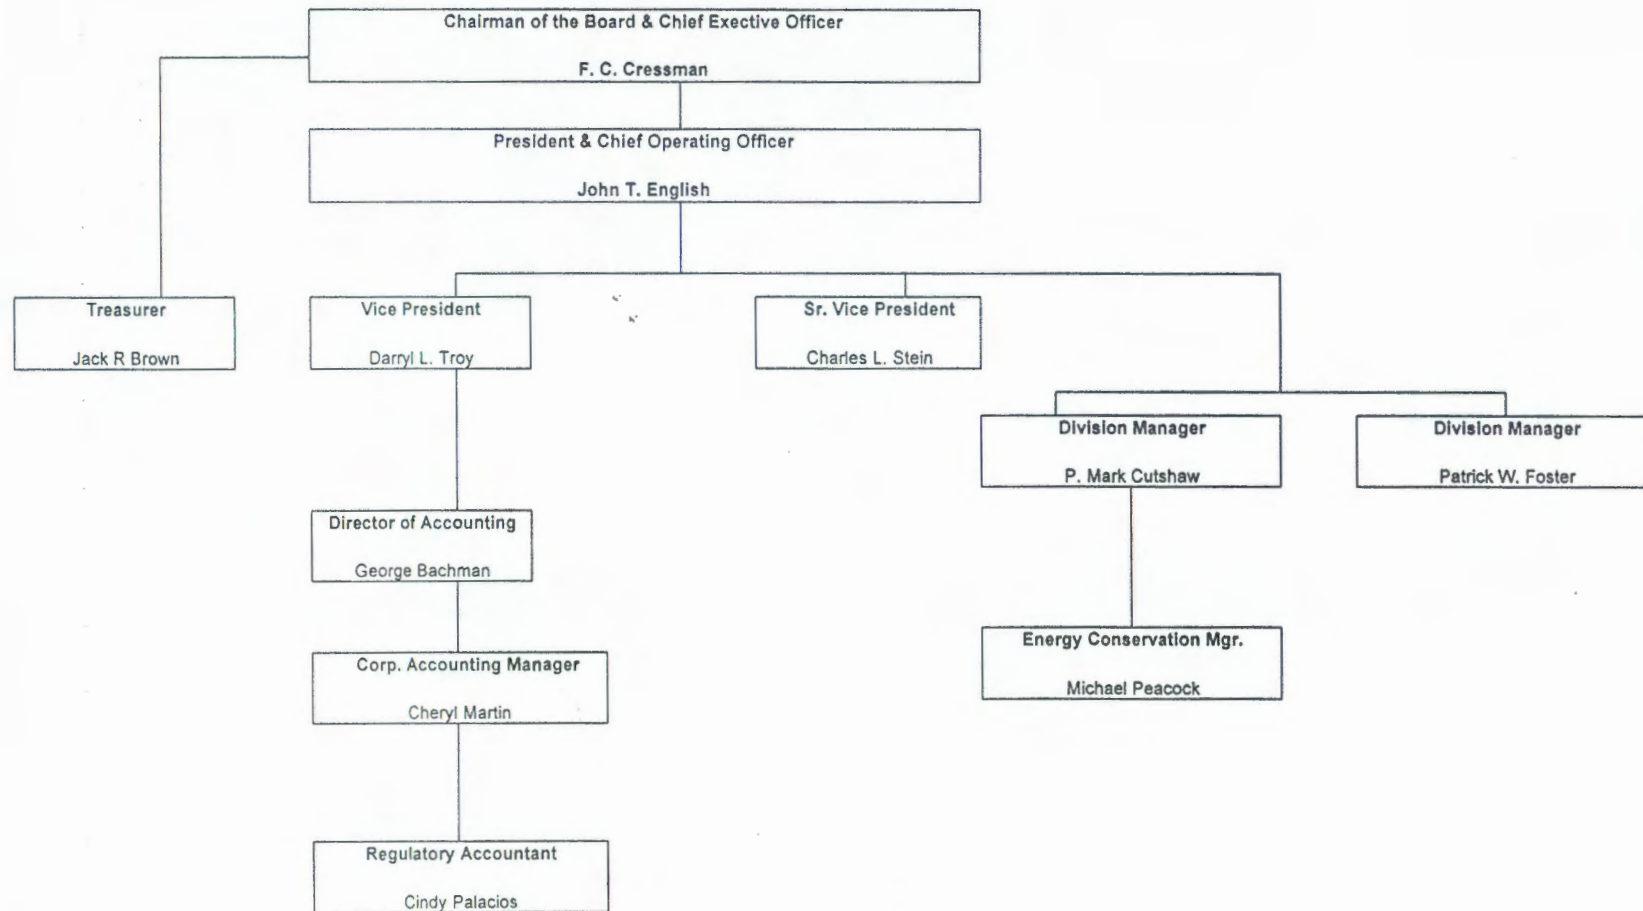 Chairman of the Board & Chief Exective Officer
F. C. Cressman
President & Chief Operating Officer
John T. English
Treasurer
Jack R Brown
Vice President
Darryl L. Troy
Sr. Vice President
Charles L. Stein
Division Manager
P. Mark Cutshaw
Division Manager
Patrick W. Foster
Director of Accounting
George Bachman
Energy Conservation Mgr.
Michael Peacock
Corp. Accounting Manager
Cheryl Martin
Regulatory Accountant
Cindy Palacios